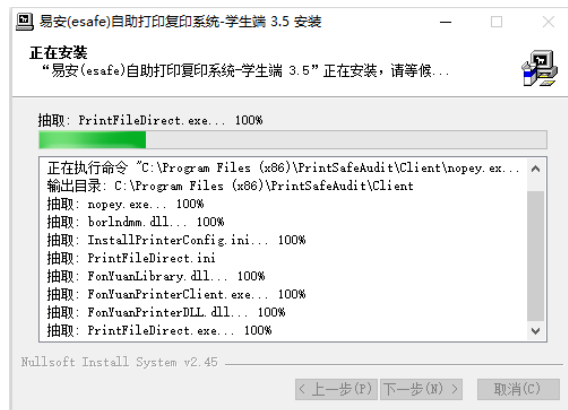 易安(esafe)自助打印复印系统-学生端 3.5 安装
正在安装
“易安(esafe)自助打印复印系统-学生端 3.5”正在安装，请等候...
抽取: PrintFileDirect.exe... 100%
正在执行命令 "C:\Program Files (x86)\PrintSafeAudit\Client\nopey.ex...
输出目录: C:\Program Files (x86)\PrintSafeAudit\Client
抽取: nopey.exe... 100%
抽取: borlndmm.dll... 100%
抽取: InstallPrinterConfig.ini... 100%
抽取: PrintFileDirect.ini
抽取: FonYuanLibrary.dll... 100%
抽取: FonYuanPrinterClient.exe... 100%
抽取: FonYuanPrinterDLL.dll... 100%
抽取: PrintFileDirect.exe... 100%
Nullsoft Install System v2.45
< 上一步(P) 下一步(N) > 取消(C)